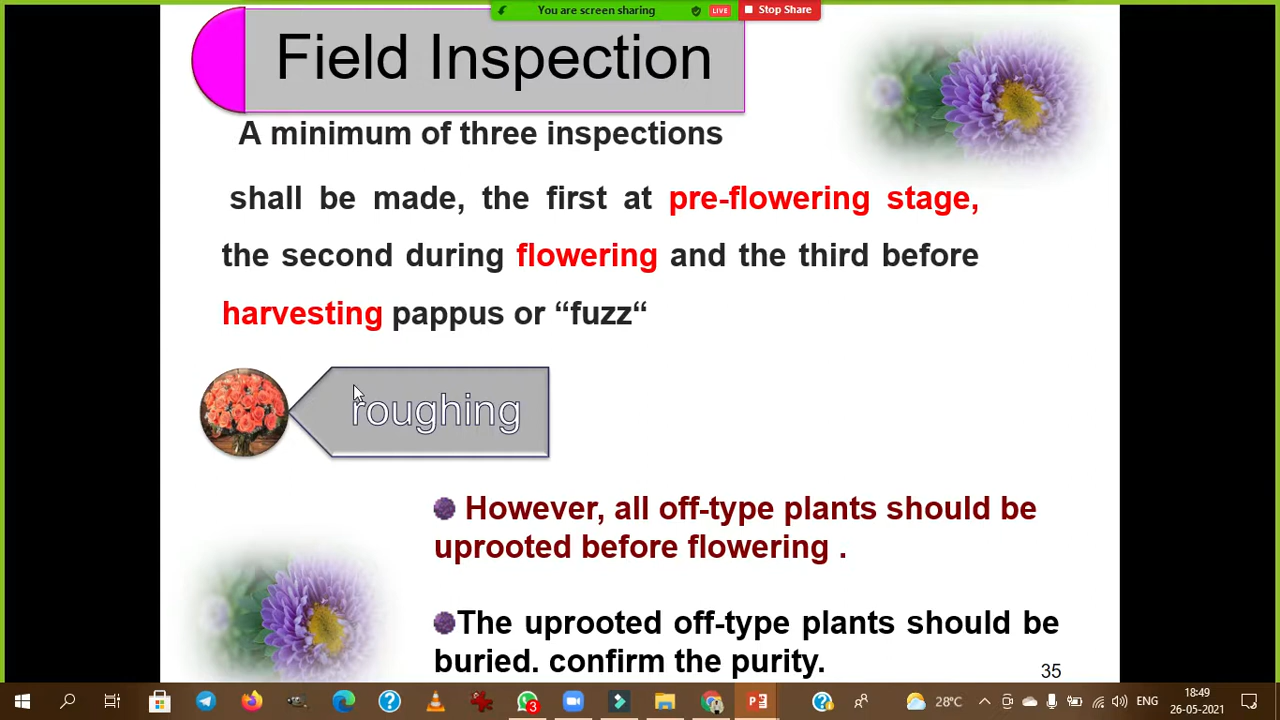 You are screen sharing LIVE Stop Share
Field Inspection
A minimum of three inspections
shall be made, the first at pre-flowering stage,
the second during flowering and the third before
harvesting pappus or “fuzz“
roughing
However, all off-type plants should be
uprooted before flowering .
The uprooted off-type plants should be
buried. confirm the purity.
35
3
28°C
ENG
18:49
26-05-2021